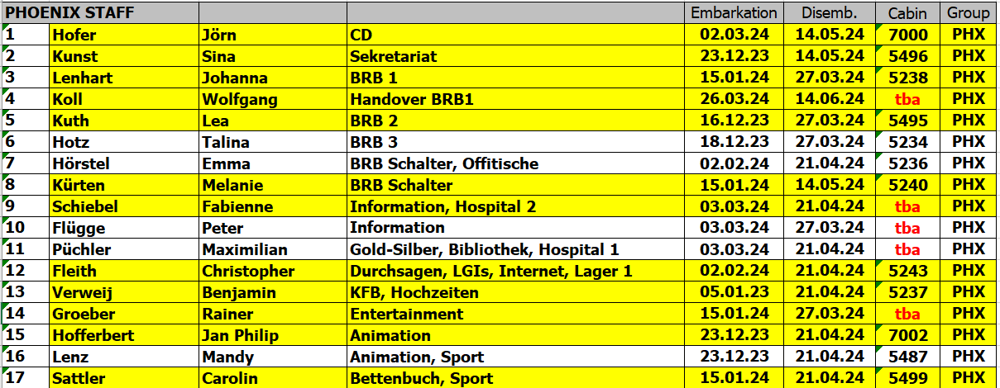 PHOENIX STAFF Embarkation Disemb. Cabin Group
1 Hofer Jörn CD 02.03.24 14.05.24 7000 PHX
2 Kunst Sina Sekretariat 23.12.23 14.05.24 5496 PHX
3 Lenhart Johanna BRB 1 15.01.24 27.03.24 5238 PHX
4 Koll Wolfgang Handover BRB1 26.03.24 14.06.24 tba PHX
5 Kuth Lea BRB 2 16.12.23 27.03.24 5495 PHX
6 Hotz Talina BRB 3 18.12.23 27.03.24 5234 PHX
7 Hörstel Emma BRB Schalter, Offitische 02.02.24 21.04.24 5236 PHX
8 Kürten Melanie BRB Schalter 15.01.24 14.05.24 5240 PHX
9 Schiebel Fabienne Information, Hospital 2 03.03.24 21.04.24 tba PHX
10 Flügge Peter Information 03.03.24 27.03.24 tba PHX
11 Püchler Maximilian Gold-Silber, Bibliothek, Hospital 1 03.03.24 21.04.24 tba PHX
12 Fleith Christopher Durchsagen, LGIs, Internet, Lager 1 02.02.24 21.04.24 5243 PHX
13 Verweij Benjamin KFB, Hochzeiten 05.01.23 21.04.24 5237 PHX
14 Groeber Rainer Entertainment 15.01.24 27.03.24 tba PHX
15 Hofferbert Jan Philip Animation 23.12.23 21.04.24 7002 PHX
16 Lenz Mandy Animation, Sport 23.12.23 21.04.24 5487 PHX
17 Sattler Carolin Bettenbuch, Sport 15.01.24 21.04.24 5499 PHX